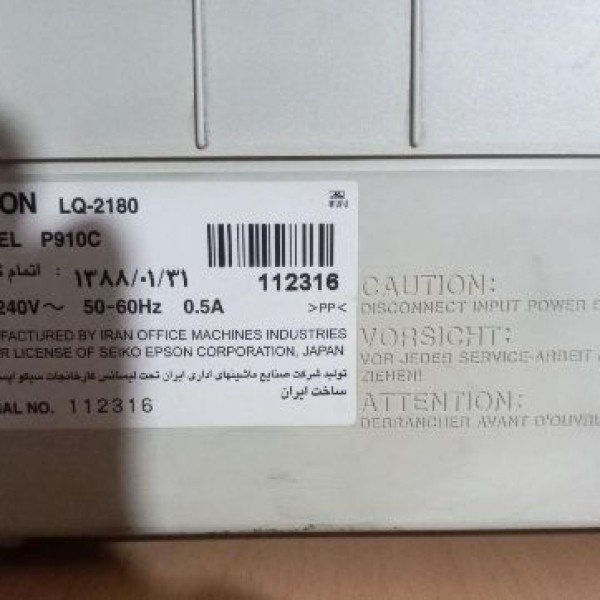 ON LQ-2180
EL P910C
اتمام : ۱۳۸۸/۰۱/۳۱
112316
240V~ 50-60Hz 0.5A
>PP<
UFACTURED BY IRAN OFFICE MACHINES INDUSTRIES
R LICENSE OF SEIKO EPSON CORPORATION, JAPAN
تولید شرکت صنایع ماشینهای اداری ایران تحت لیسانس کارخانجات سیکو اپس
ساخت ایران
AL NO. 112316
CAUTION:
DISCONNECT INPUT POWER
VORSICHT:
VOR JEDER SERVICE-ARBEIT
ZIEHEN!
ATTENTION:
DEBRANCHER AVANT D'OUVRI